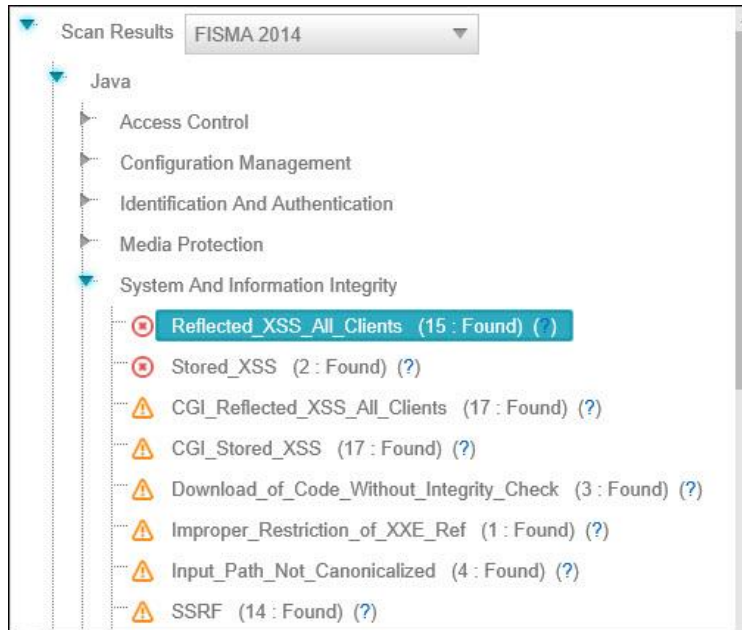 Scan Results FISMA 2014
Java
Access Control
Configuration Management
Identification And Authentication
Media Protection
System And Information Integrity
Reflected_XSS_All_Clients (15 : Found) (?)
Stored_XSS (2 : Found) (?)
CGI_Reflected_XSS_All_Clients (17 : Found) (?)
CGI_Stored_XSS (17 : Found) (?)
Download_of_Code_Without_Integrity_Check (3 : Found) (?)
Improper_Restriction_of_XXE_Ref (1 : Found) (?)
Input_Path_Not_Canonicalized (4 : Found) (?)
SSRF (14 : Found) (?)